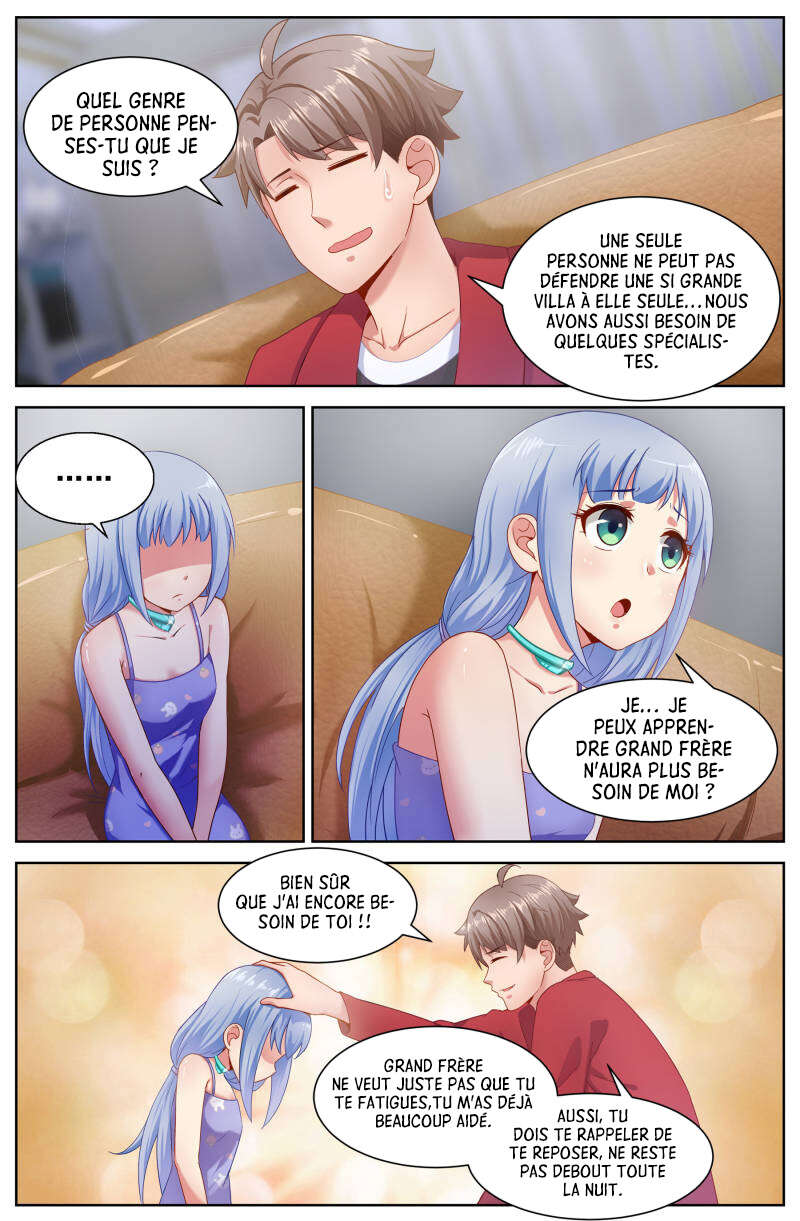 QUEL GENRE
DE PERSONNE PEN-
SES-TU QUE JE
SUIS ?
UNE SEULE
PERSONNE NE PEUT PAS
DÉFENDRE UNE SI GRANDE
VILLA À ELLE SEULE...NOUS
AVONS AUSSI BESOIN DE
QUELQUES SPÉCIALIS-
TES.
......
JE... JE
PEUX APPREN-
DRE GRAND FRÈRE
N'AURA PLUS BE-
SOIN DE MOI ?
BIEN SÛR
QUE J'AI ENCORE BE-
SOIN DE TOI !!
GRAND FRÈRE
NE VEUT JUSTE PAS QUE TU
TE FATIGUES,TU M'AS DÉJÀ
BEAUCOUP AIDÉ.
AUSSI, TU
DOIS TE RAPPELER DE
TE REPOSER, NE RESTE
PAS DEBOUT TOUTE
LA NUIT.